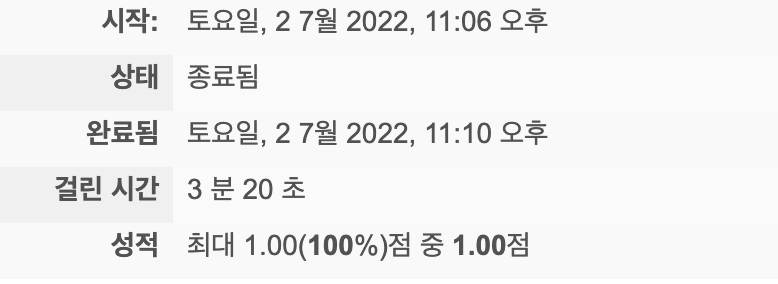 시작: 토요일, 2 7월 2022, 11:06 오후
상태 종료됨
완료됨 토요일, 2 7월 2022, 11:10 오후
걸린 시간 3 분 20 초
성적 최대 1.00(100%)점 중 1.00점